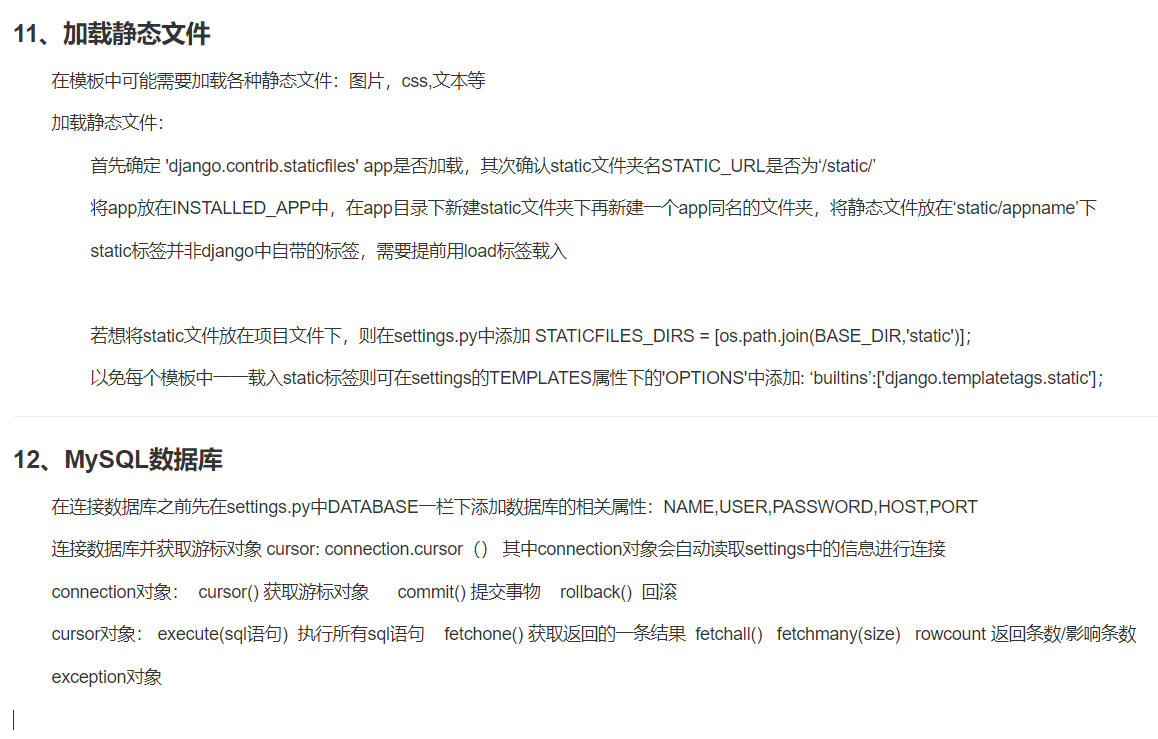 11、加载静态文件
在模板中可能需要加载各种静态文件：图片，css,文本等
加载静态文件：
首先确定 'django.contrib.staticfiles' app是否加载，其次确认static文件夹名STATIC_URL是否为‘/static/’
将app放在INSTALLED_APP中，在app目录下新建static文件夹下再新建一个app同名的文件夹，将静态文件放在‘static/appname’下
static标签并非django中自带的标签，需要提前用load标签载入
若想将static文件放在项目文件下，则在settings.py中添加 STATICFILES_DIRS = [os.path.join(BASE_DIR,'static')]；
以免每个模板中一一载入static标签则可在settings的TEMPLATES属性下的'OPTIONS'中添加: ‘builtins’:['django.templatetags.static']；
12、MySQL数据库
在连接数据库之前先在settings.py中DATABASE一栏下添加数据库的相关属性：NAME,USER,PASSWORD,HOST,PORT
连接数据库并获取游标对象 cursor: connection.cursor（） 其中connection对象会自动读取settings中的信息进行连接
connection对象： cursor() 获取游标对象 commit() 提交事物 rollback() 回滚
cursor对象： execute(sql语句) 执行所有sql语句 fetchone() 获取返回的一条结果 fetchall() fetchmany(size) rowcount 返回条数/影响条数
exception对象